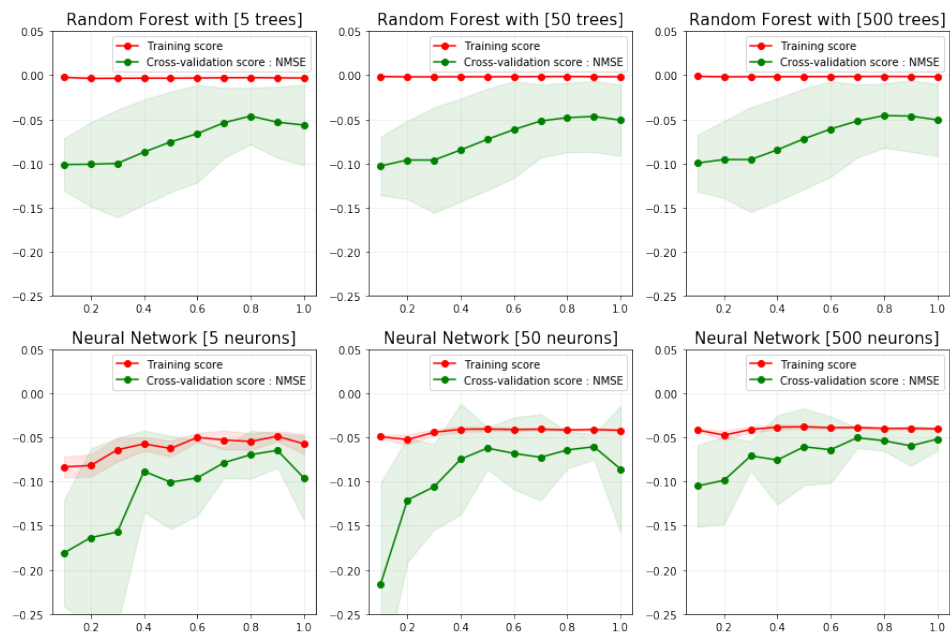 Random Forest with [5 trees]
Random Forest with [50 trees]
Random Forest with [500 trees]
0.05
0.00
−0.05
−0.10
−0.15
−0.20
−0.25
Training score
Cross-validation score : NMSE
0.2 0.4 0.6 0.8 1.0
0.05
0.00
−0.05
−0.10
−0.15
−0.20
−0.25
Training score
Cross-validation score : NMSE
0.2 0.4 0.6 0.8 1.0
0.05
0.00
−0.05
−0.10
−0.15
−0.20
−0.25
Training score
Cross-validation score : NMSE
0.2 0.4 0.6 0.8 1.0
Neural Network [5 neurons]
Neural Network [50 neurons]
Neural Network [500 neurons]
0.05
0.00
−0.05
−0.10
−0.15
−0.20
−0.25
Training score
Cross-validation score : NMSE
0.2 0.4 0.6 0.8 1.0
0.05
0.00
−0.05
−0.10
−0.15
−0.20
−0.25
Training score
Cross-validation score : NMSE
0.2 0.4 0.6 0.8 1.0
0.05
0.00
−0.05
−0.10
−0.15
−0.20
−0.25
Training score
Cross-validation score : NMSE
0.2 0.4 0.6 0.8 1.0